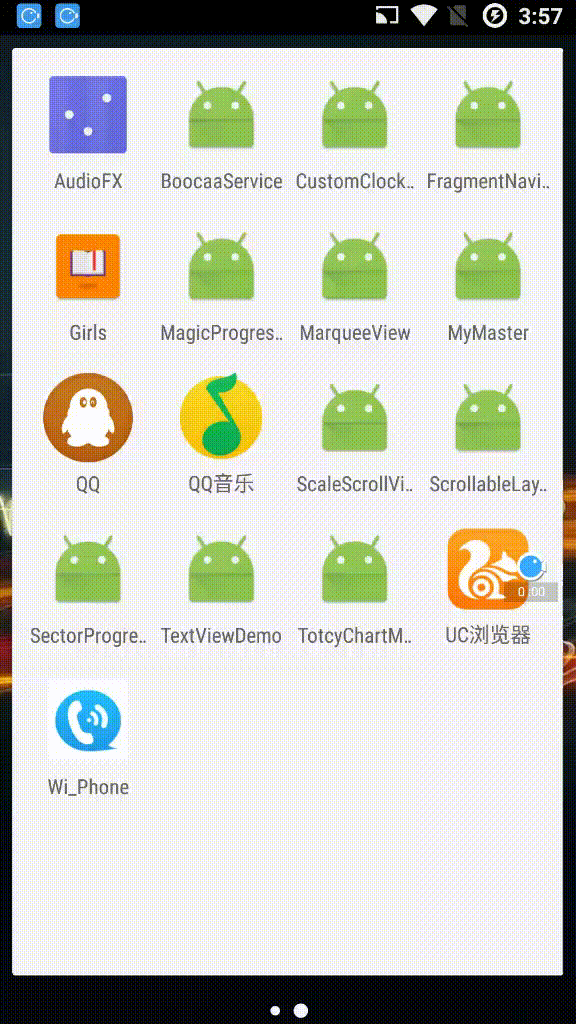 3:57
AudioFX
BoocaaService
CustomClock..
FragmentNavi..
Girls
MagicProgres..
MarqueeView
MyMaster
QQ
QQ音乐
ScaleScrollVi..
ScrollableLay..
SectorProgre..
TextViewDemo
TotcyChartM..
UC浏览器
0:00
Wi_Phone